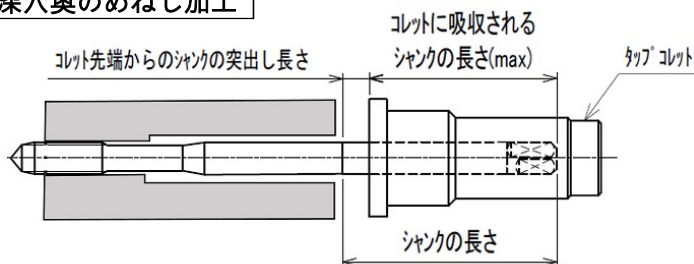 深穴奥のめねじ加工
コレットに吸収される
シャンクの長さ(max)
コレット先端からのシャンクの突出し長さ
タップコレット
シャンクの長さ